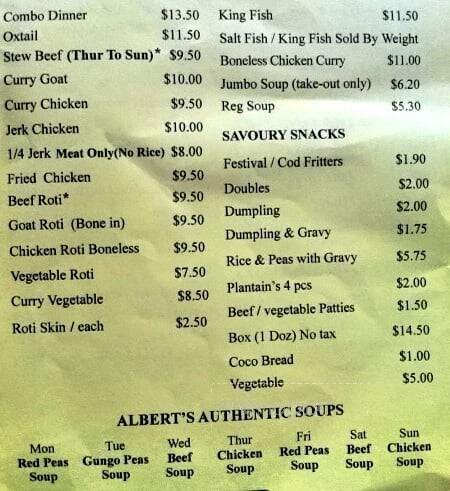 Combo Dinner $13.50
Oxtail $11.50
Stew Beef (Thur To Sun)* $9.50
Curry Goat $10.00
Curry Chicken $9.50
Jerk Chicken $10.00
1/4 Jerk Meat Only(No Rice) $8.00
Fried Chicken $9.50
Beef Roti* $9.50
Goat Roti (Bone in) $9.50
Chicken Roti Boneless $9.50
Vegetable Roti $7.50
Curry Vegetable $8.50
Roti Skin / each $2.50
King Fish $11.50
Salt Fish / King Fish Sold By Weight
Boneless Chicken Curry $11.00
Jumbo Soup (take-out only) $6.20
Reg Soup $5.30
SAVOURY SNACKS
Festival / Cod Fritters $1.90
Doubles $2.00
Dumpling $2.00
Dumpling & Gravy $1.75
Rice & Peas with Gravy $5.75
Plantain's 4 pcs $2.00
Beef / vegetable Patties $1.50
Box (1 Doz) No tax $14.50
Coco Bread $1.00
Vegetable $5.00
ALBERT'S AUTHENTIC SOUPS
Mon Tue Wed Thur Fri Sat Sun
Red Peas Gungo Peas Beef Chicken Red Peas Beef Chicken
Soup Soup Soup Soup Soup Soup Soup